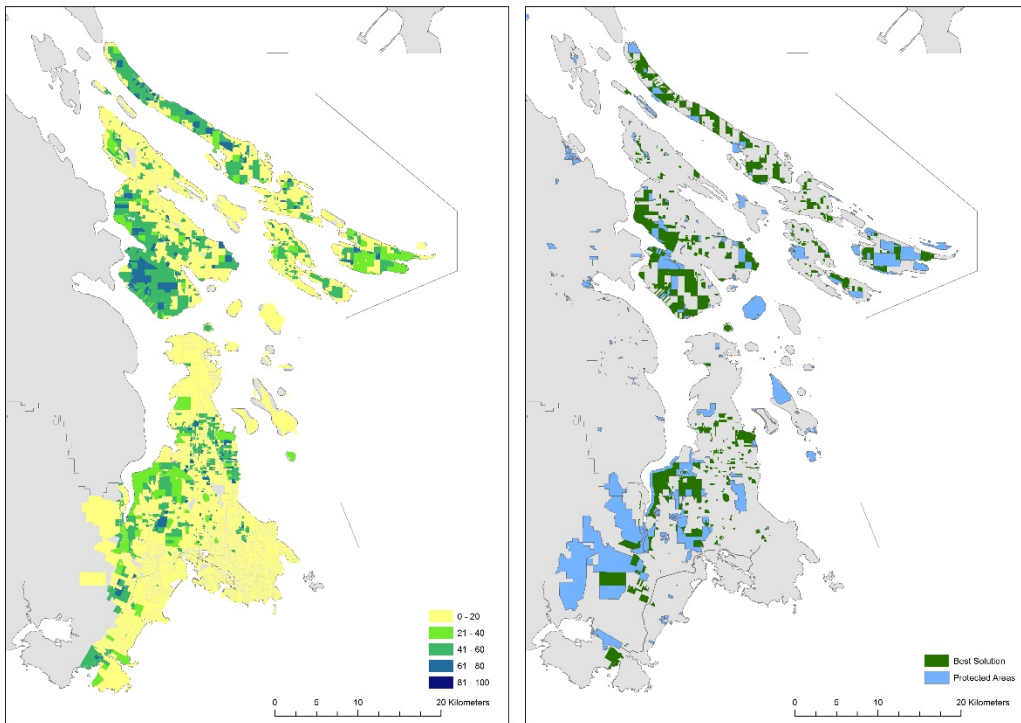 0 - 20
21 - 40
41 - 60
61 - 80
81 - 100
0 5 10 20 Kilometers
Best Solution
Protected Areas
0 5 10 20 Kilometers